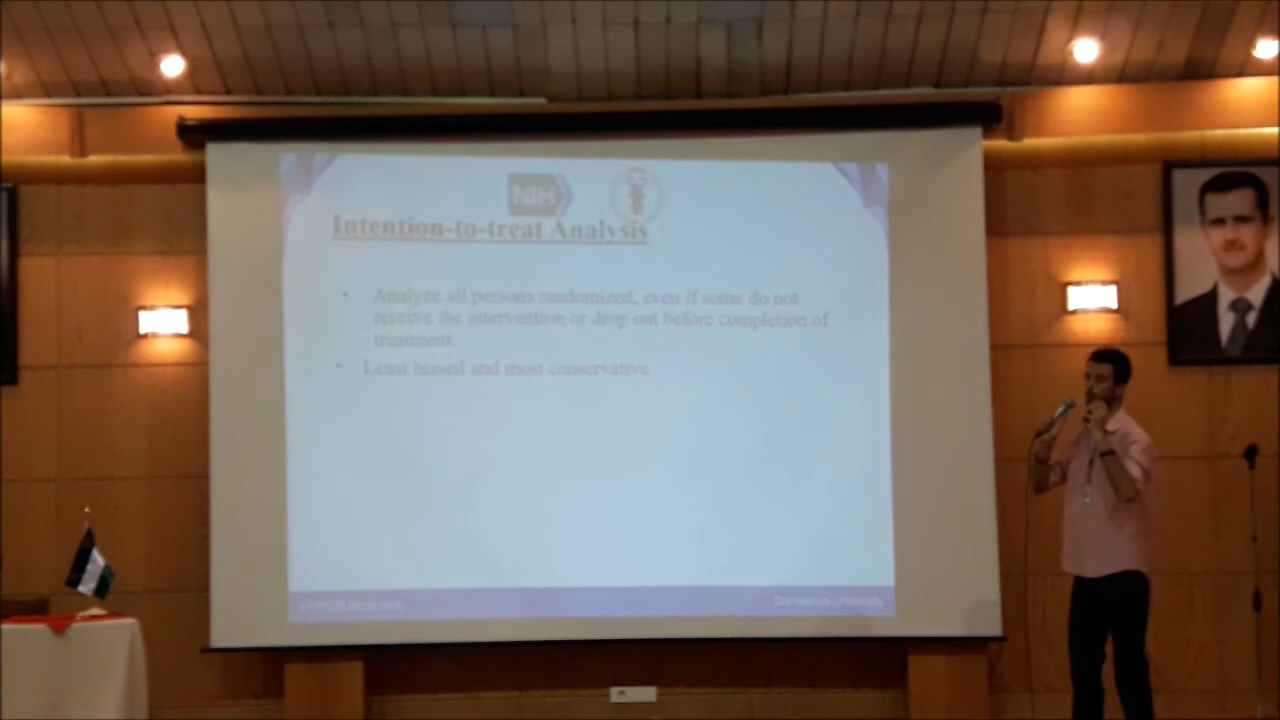 NIH
Intention-to-treat Analysis
• Analyze all persons randomized, even if some do not
receive the intervention or drop out before completion of
treatment.
• Least biased and most conservative
Damascus University